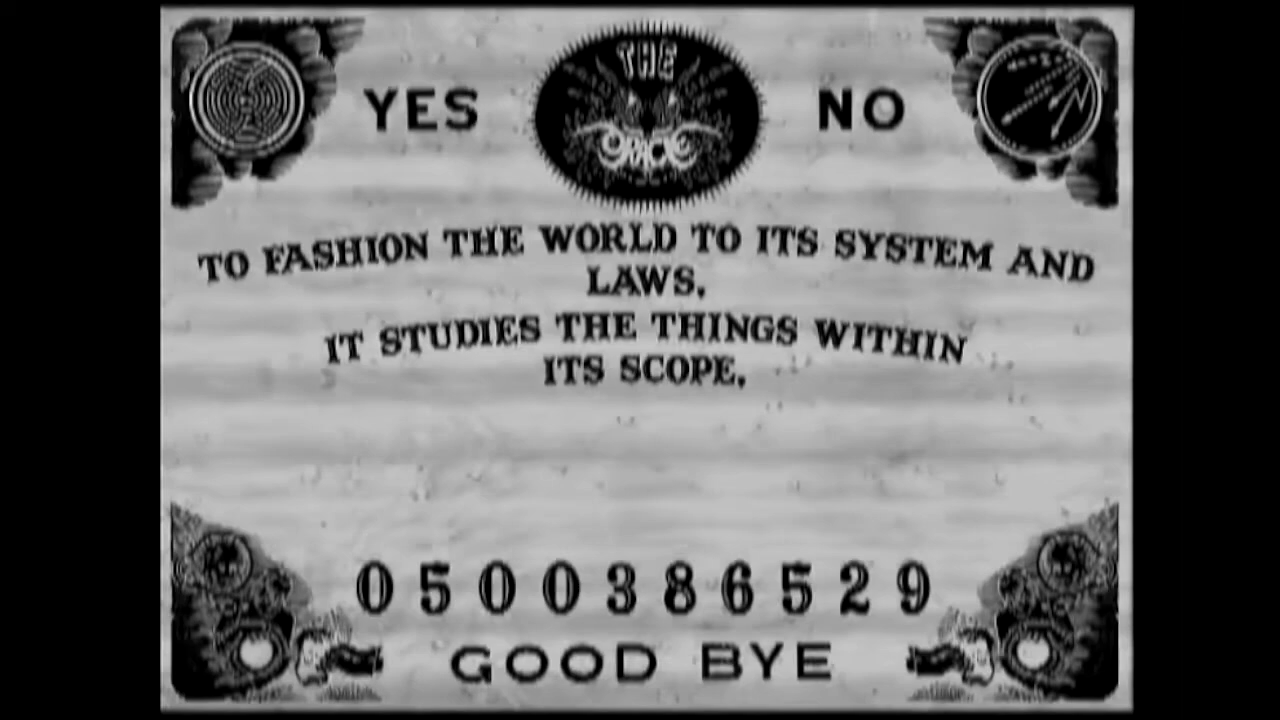 THE
YES NO
ORACLE
TO FASHION THE WORLD TO ITS SYSTEM AND
LAWS,
IT STUDIES THE THINGS WITHIN
ITS SCOPE,
0 5 0 0 3 8 6 5 2 9
GOOD BYE